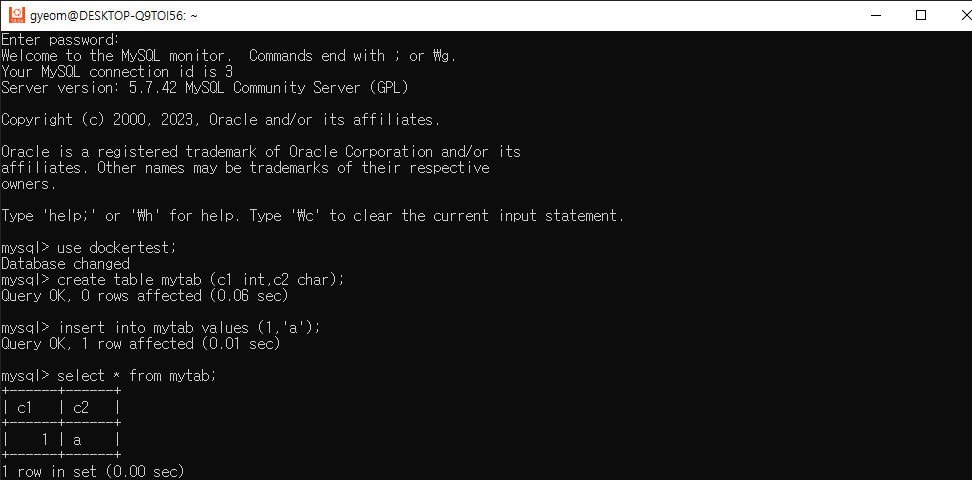 gyeom@DESKTOP-Q9TOI56: ~
Enter password:
Welcome to the MySQL monitor.  Commands end with ; or ₩g.
Your MySQL connection id is 3
Server version: 5.7.42 MySQL Community Server (GPL)
Copyright (c) 2000, 2023, Oracle and/or its affiliates.
Oracle is a registered trademark of Oracle Corporation and/or its
affiliates. Other names may be trademarks of their respective
owners.
Type 'help;' or '₩h' for help. Type '₩c' to clear the current input statement.
mysql> use dockertest;
Database changed
mysql> create table mytab (c1 int,c2 char);
Query OK, 0 rows affected (0.06 sec)
mysql> insert into mytab values (1,'a');
Query OK, 1 row affected (0.01 sec)
mysql> select * from mytab;
+------+------+
| c1   | c2   |
+------+------+
|    1 | a    |
+------+------+
1 row in set (0.00 sec)